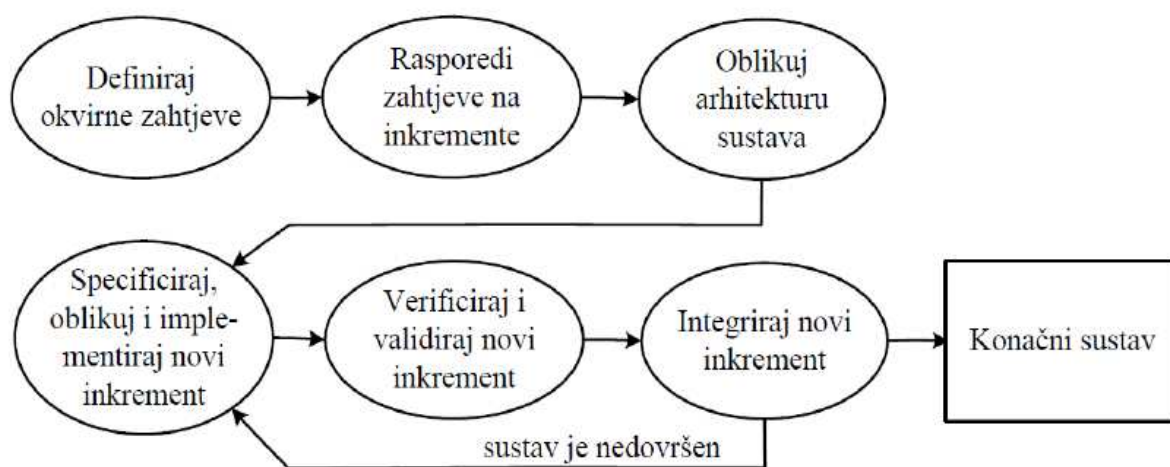 Definiraj
okvirne zahtjeve
Rasporedi
zahtjeve na
inkremente
Oblikuj
arhitekturu
sustava
Specificiraj,
oblikuj i imple-
mentiraj novi
inkrement
Verificiraj i
validiraj novi
inkrement
Integriraj novi
inkrement
Konačni sustav
sustav je nedovršen